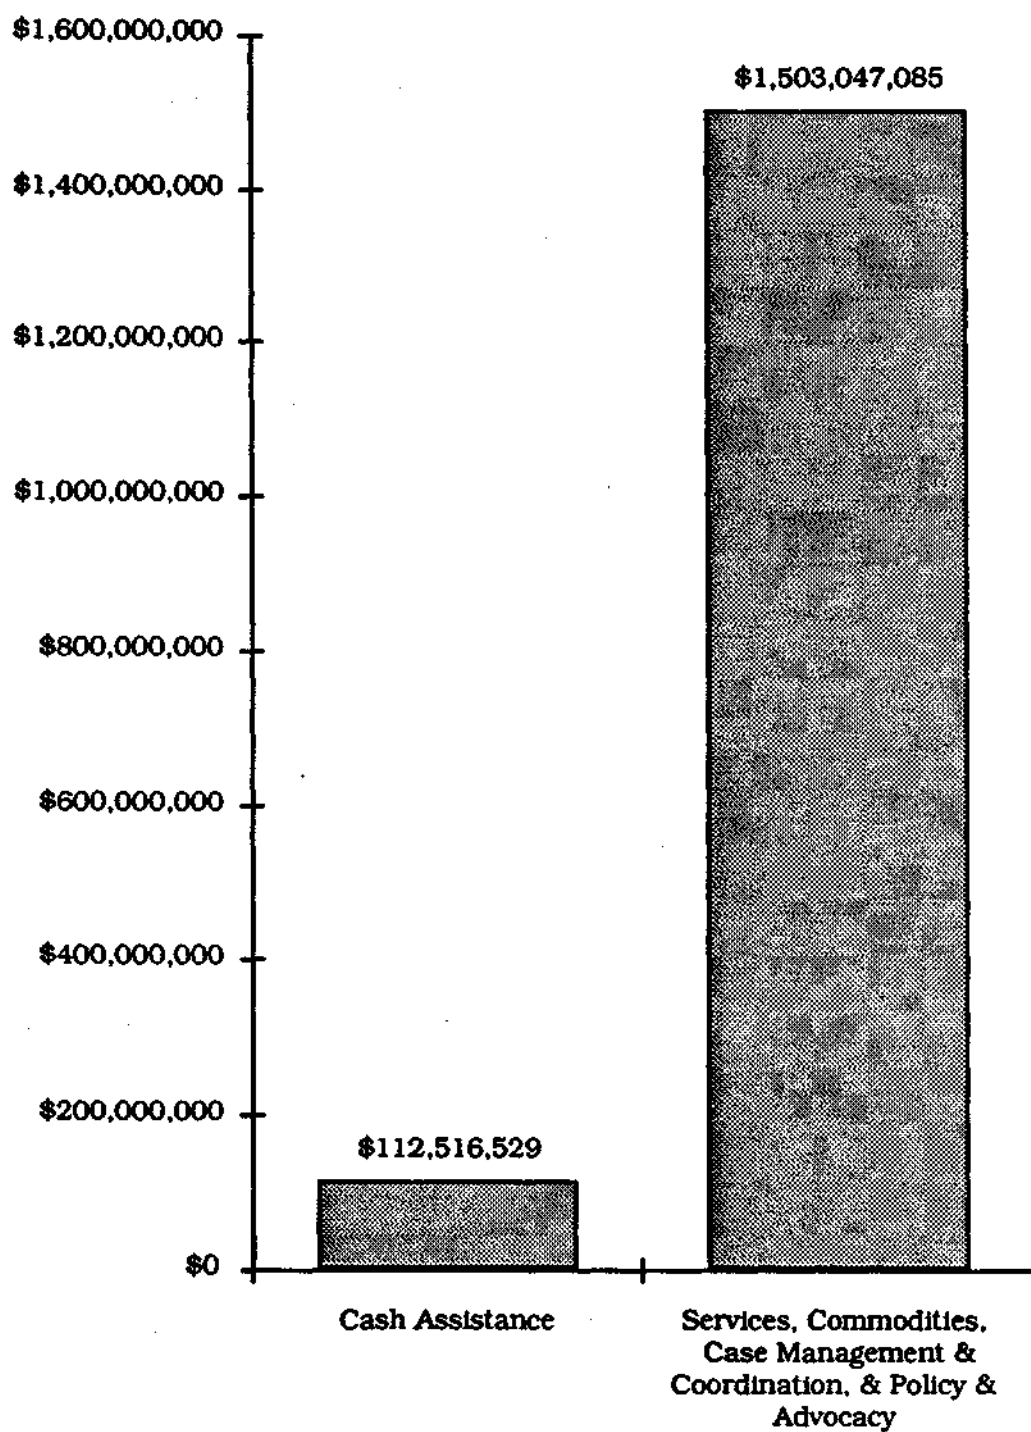 $1,600,000,000
$1,503,047,085
$1,400,000,000
$1,200,000,000
$1,000,000,000
$800,000,000
$600,000,000
$400,000,000
$200,000,000
$112,516,529
$0
Cash Assistance
Services, Commodities,
Case Management &
Coordination, & Policy &
Advocacy